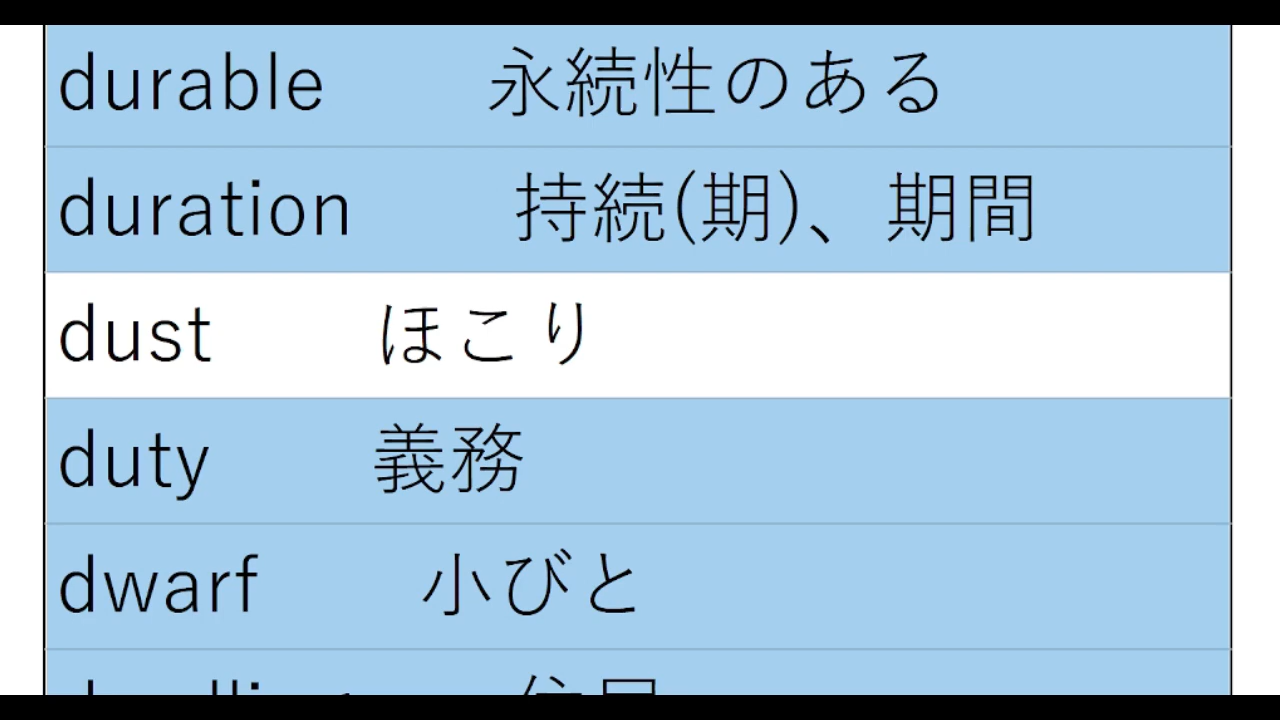 durable 永続性のある
duration 持続(期)、期間
dust ほこり
duty 義務
dwarf 小びと